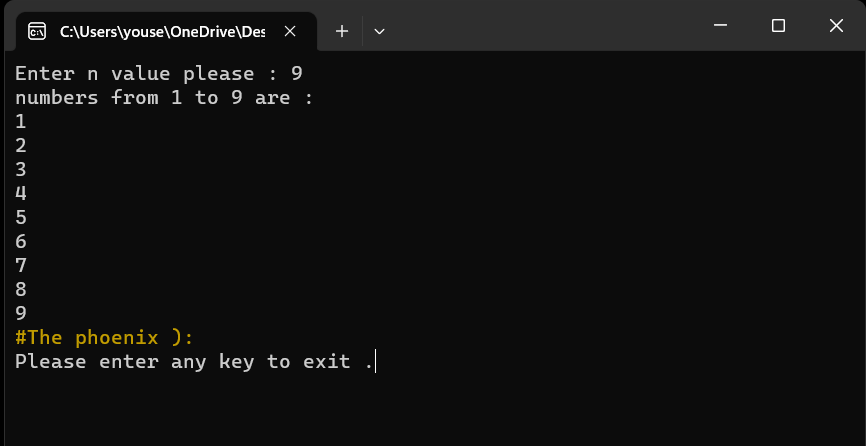 C:\Users\youse\OneDrive\Des
Enter n value please : 9
numbers from 1 to 9 are :
1
2
3
4
5
6
7
8
9
#The phoenix ):
Please enter any key to exit .